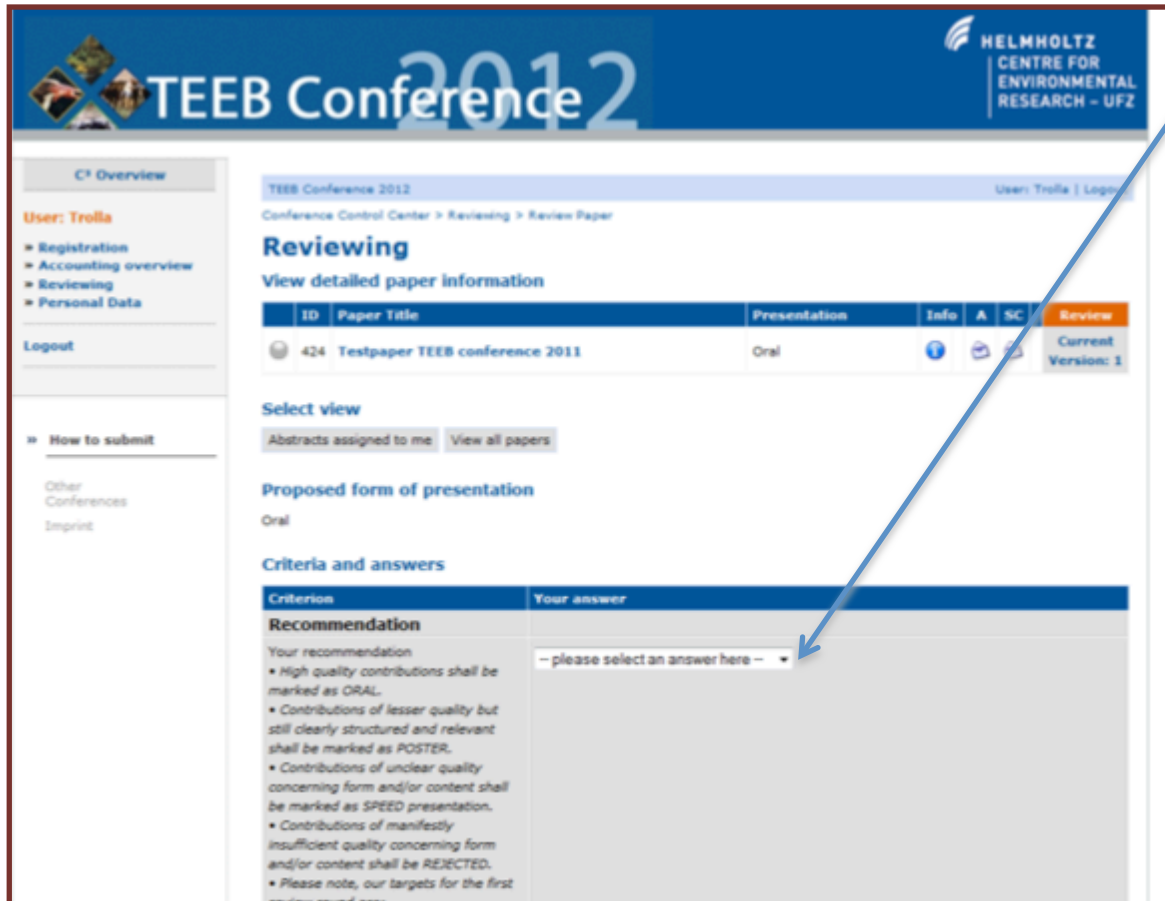 TEEB Conference 2012
HELMHOLTZ
CENTRE FOR
ENVIRONMENTAL
RESEARCH – UFZ
C³ Overview
User: Trolla
» Registration
» Accounting overview
» Reviewing
» Personal Data
Logout
» How to submit
Other
Conferences
Imprint
TEEB Conference 2012 User: Trolla | Logout
Conference Control Center > Reviewing > Review Paper
Reviewing
View detailed paper information
ID Paper Title Presentation Info A SC Review
424 Testpaper TEEB conference 2011 Oral Current
Version: 1
Select view
Abstracts assigned to me View all papers
Proposed form of presentation
Oral
Criteria and answers
Criterion Your answer
Recommendation
Your recommendation -- please select an answer here --
• High quality contributions shall be
marked as ORAL.
• Contributions of lesser quality but
still clearly structured and relevant
shall be marked as POSTER.
• Contributions of unclear quality
concerning form and/or content shall
be marked as SPEED presentation.
• Contributions of manifestly
insufficient quality concerning form
and/or content shall be REJECTED.
• Please note, our targets for the first